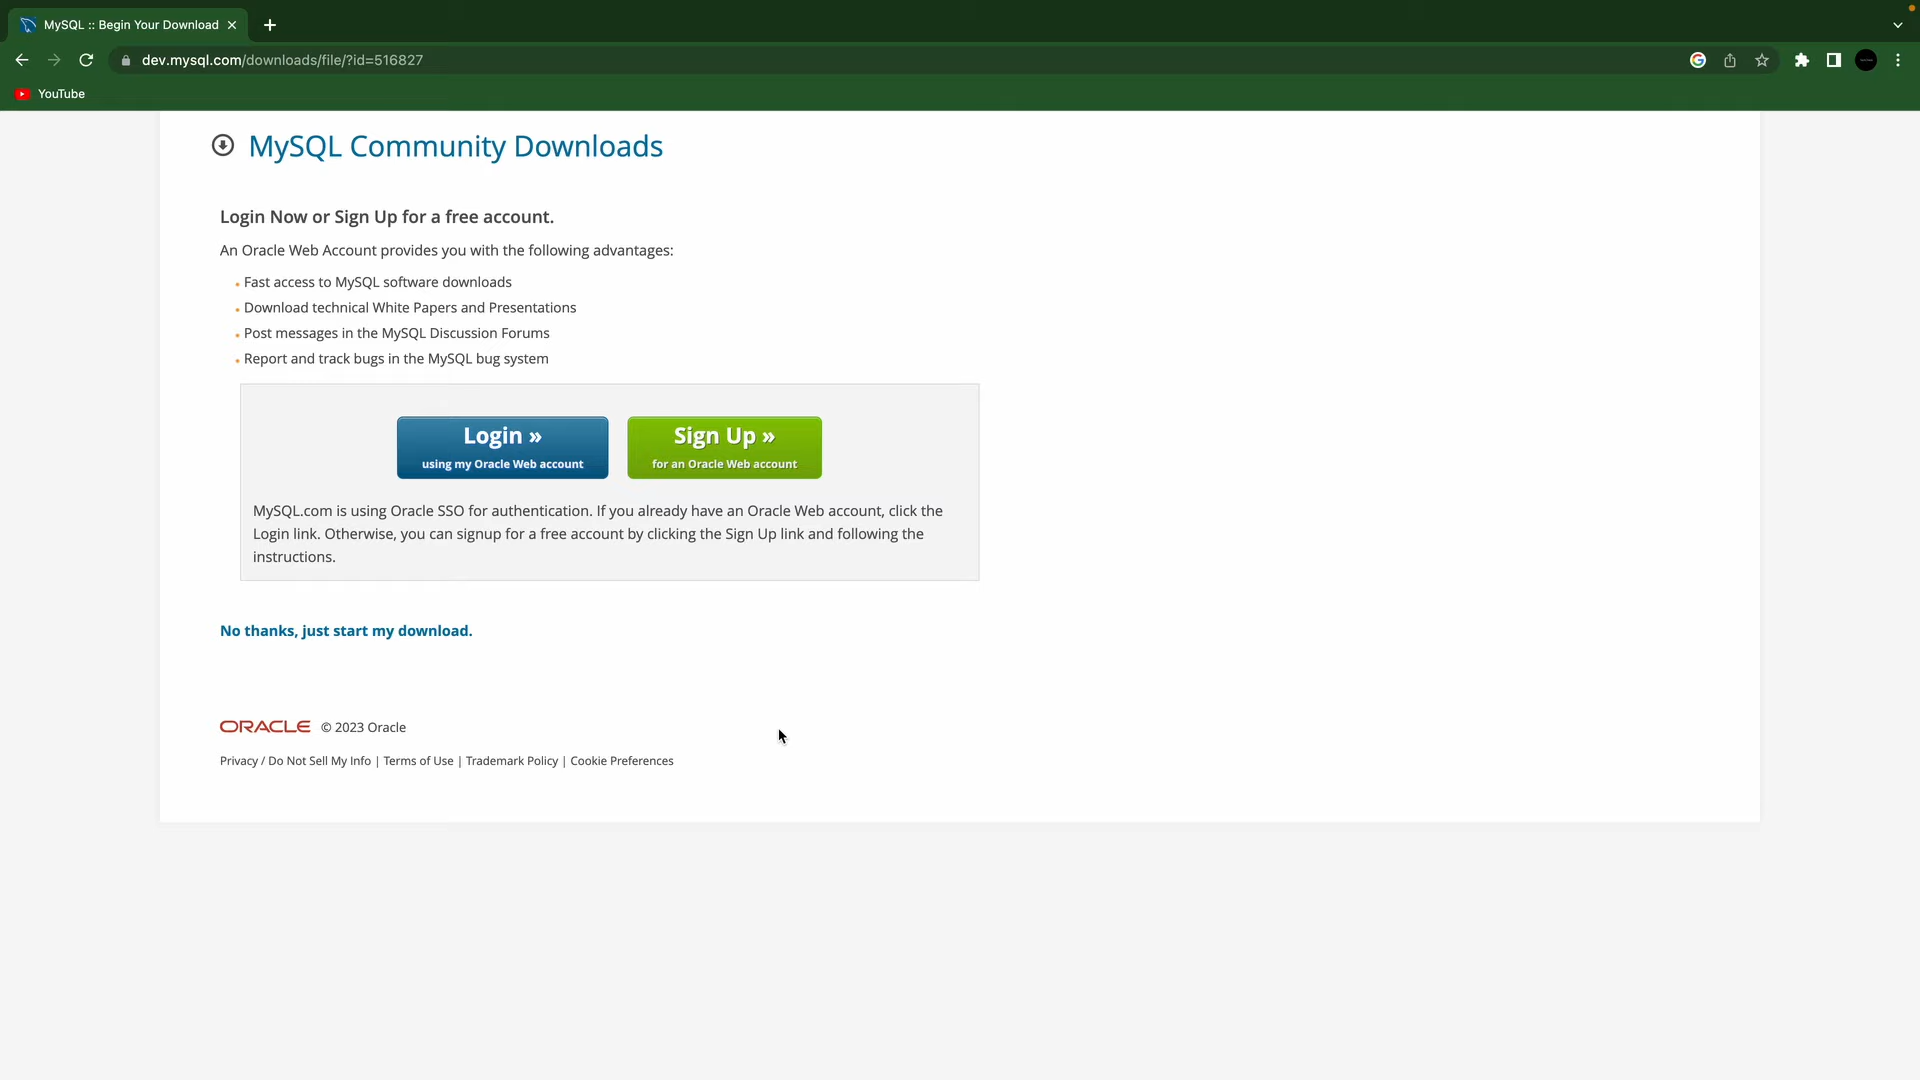 MySQL :: Begin Your Download
dev.mysql.com/downloads/file/?id=516827
YouTube
MySQL Community Downloads
Login Now or Sign Up for a free account.
An Oracle Web Account provides you with the following advantages:
Fast access to MySQL software downloads
Download technical White Papers and Presentations
Post messages in the MySQL Discussion Forums
Report and track bugs in the MySQL bug system
Login »
using my Oracle Web account
Sign Up »
for an Oracle Web account
MySQL.com is using Oracle SSO for authentication. If you already have an Oracle Web account, click the
Login link. Otherwise, you can signup for a free account by clicking the Sign Up link and following the
instructions.
No thanks, just start my download.
ORACLE © 2023 Oracle
Privacy / Do Not Sell My Info | Terms of Use | Trademark Policy | Cookie Preferences